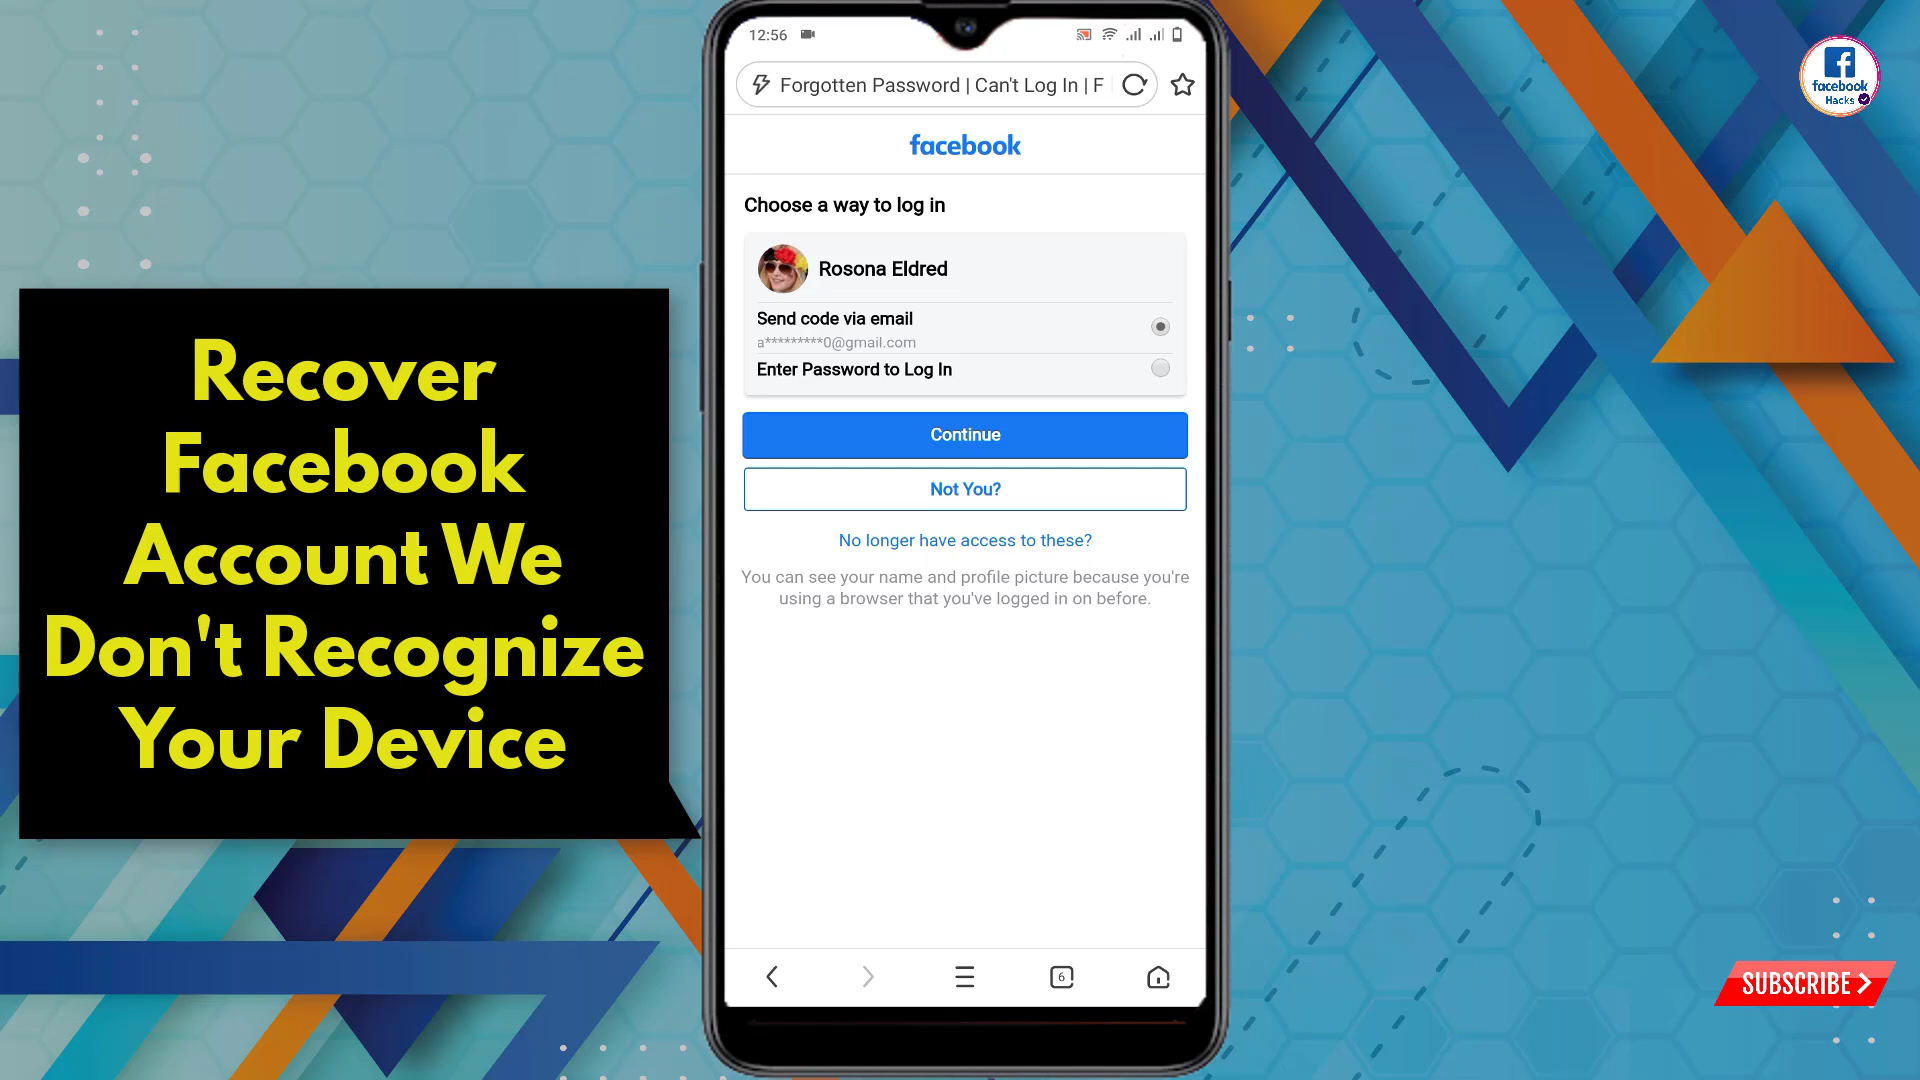 Recover
Facebook
Account We
Don't Recognize
Your Device
12:56
Forgotten Password | Can't Log In | F
facebook
Choose a way to log in
Rosona Eldred
Send code via email
a*********0@gmail.com
Enter Password to Log In
Continue
Not You?
No longer have access to these?
You can see your name and profile picture because you're
using a browser that you've logged in on before.
6
facebook
Hacks
SUBSCRIBE